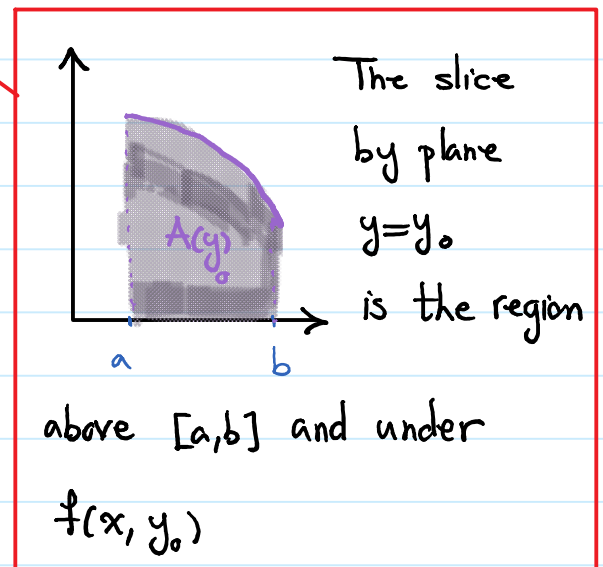 The slice
by plane
y=y₀
A(y₀)
is the region
a b
above [a,b] and under
f(x, y₀)